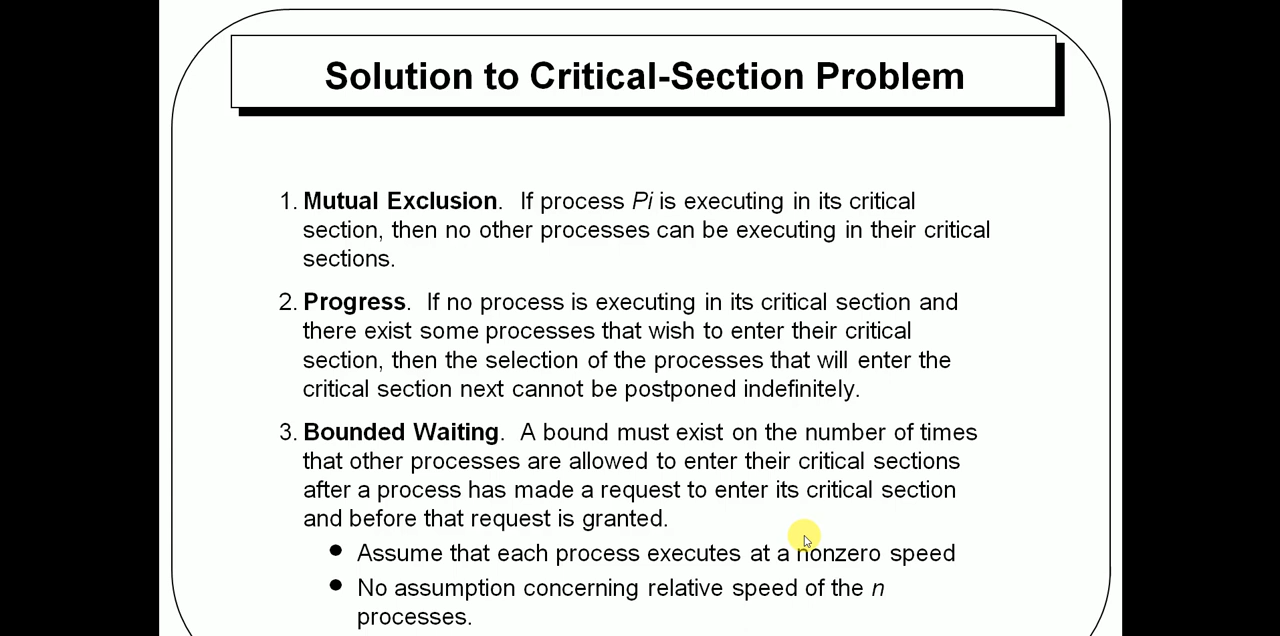 Solution to Critical-Section Problem
1. Mutual Exclusion. If process Pi is executing in its critical
section, then no other processes can be executing in their critical
sections.
2. Progress. If no process is executing in its critical section and
there exist some processes that wish to enter their critical
section, then the selection of the processes that will enter the
critical section next cannot be postponed indefinitely.
3. Bounded Waiting. A bound must exist on the number of times
that other processes are allowed to enter their critical sections
after a process has made a request to enter its critical section
and before that request is granted.
● Assume that each process executes at a nonzero speed
● No assumption concerning relative speed of the n
processes.